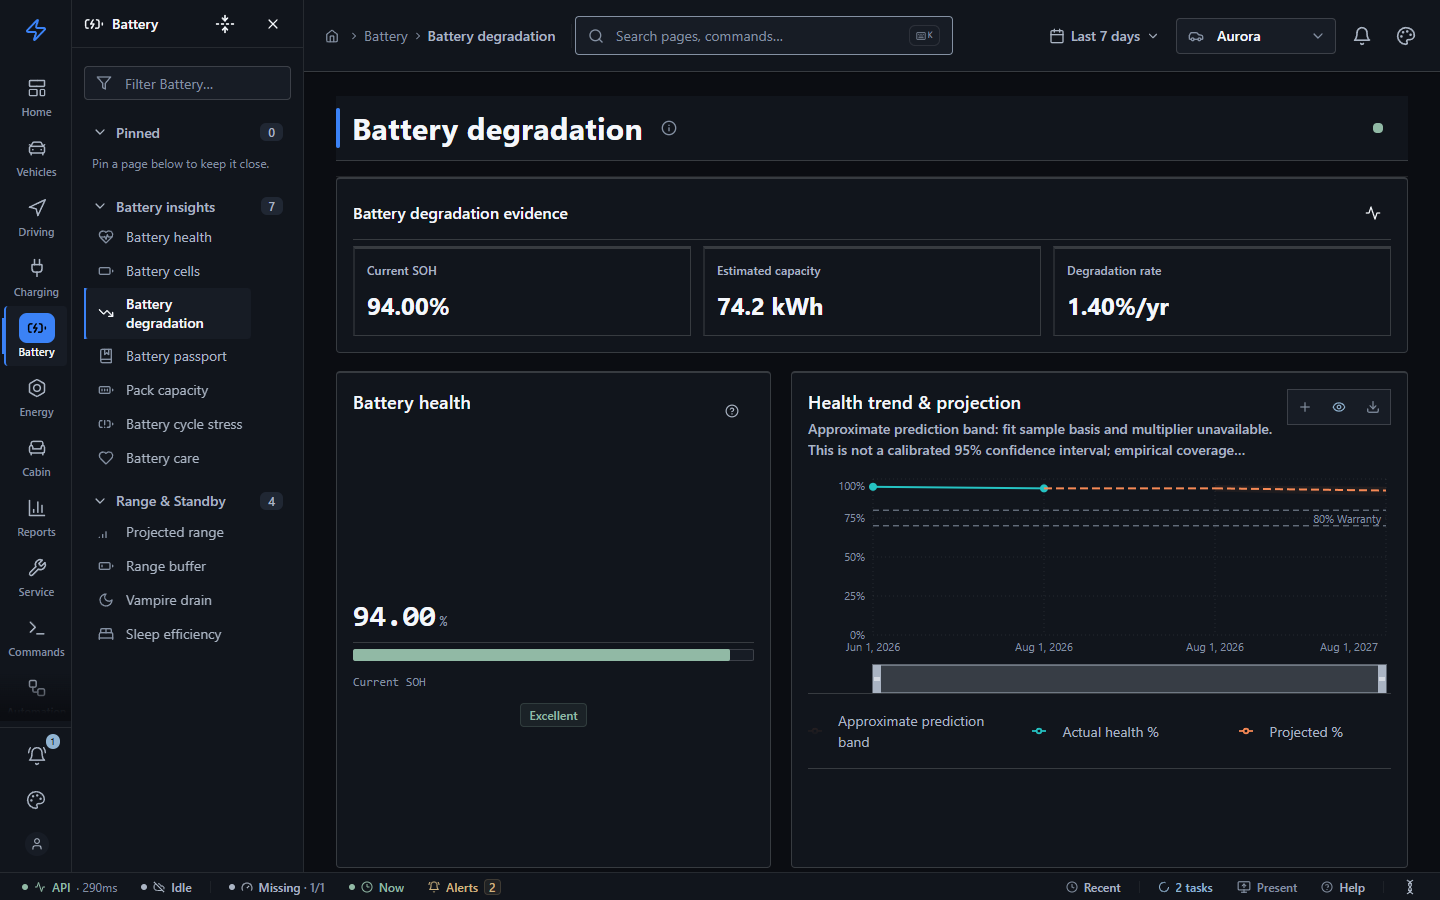 Battery
Battery
Battery degradation
Search pages, commands...
K
Last 7 days
Aurora
Home
Vehicles
Driving
Charging
Battery
Energy
Cabin
Reports
Service
Commands
1
Filter Battery...
Pinned
0
Pin a page below to keep it close.
Battery insights
7
Battery health
Battery cells
Battery
degradation
Battery passport
Pack capacity
Battery cycle stress
Battery care
Range & Standby
4
Projected range
Range buffer
Vampire drain
Sleep efficiency
Battery degradation
Battery degradation evidence
Current SOH
94.00%
Estimated capacity
74.2 kWh
Degradation rate
1.40%/yr
Battery health
94.00%
Current SOH
Excellent
Health trend & projection
Approximate prediction band: fit sample basis and multiplier unavailable.
This is not a calibrated 95% confidence interval; empirical coverage...
100%
75%
80% Warranty
50%
25%
0%
Jun 1, 2026
Aug 1, 2026
Aug 1, 2026
Aug 1, 2027
Approximate prediction
band
Actual health %
Projected %
API · 290ms
Idle
Missing · 1/1
Now
Alerts 2
Recent
2 tasks
Present
Help